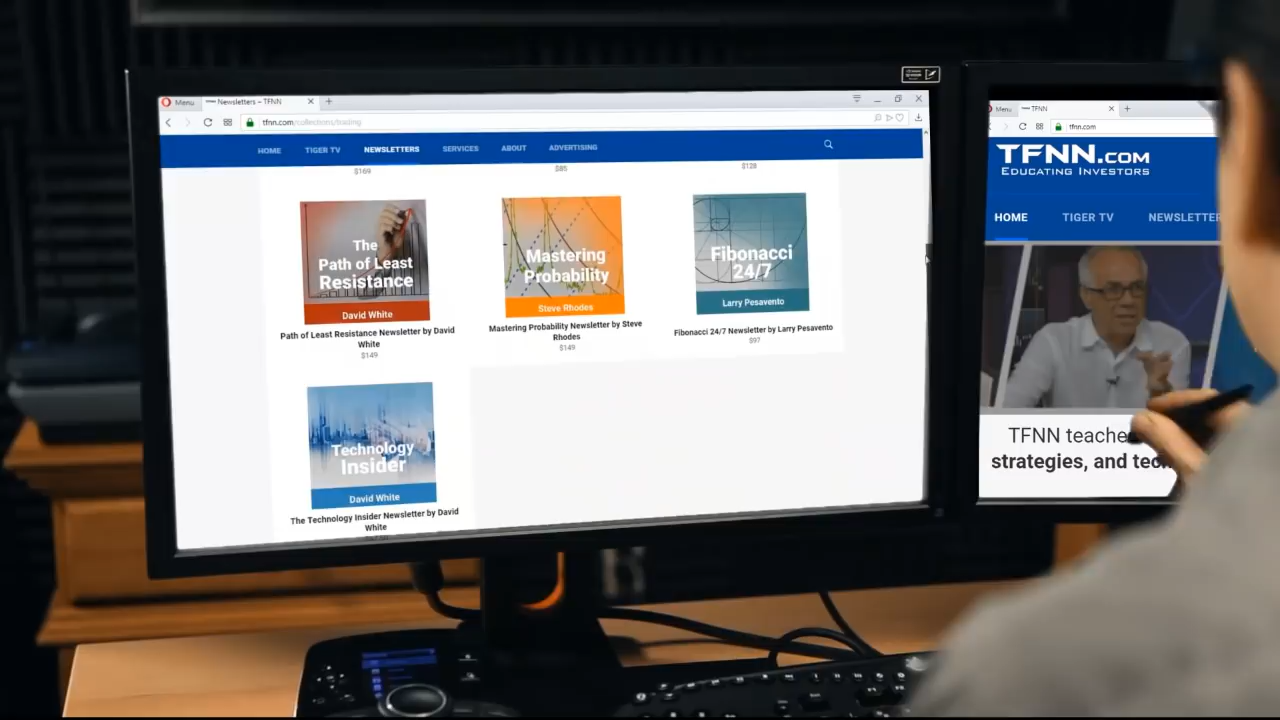 Menu
Newsletters – TFNN
tfnn.com/collections/trading
HOME TIGER TV NEWSLETTERS SERVICES ABOUT ADVERTISING
$169 $85 $128
The
Path of Least
Resistance
David White
Path of Least Resistance Newsletter by David
White
$149
Mastering
Probability
Steve Rhodes
Mastering Probability Newsletter by Steve
Rhodes
$149
Fibonacci
24/7
Larry Pesavento
Fibonacci 24/7 Newsletter by Larry Pesavento
$97
Technology
Insider
David White
The Technology Insider Newsletter by David
White
Menu
TFNN
tfnn.com
TFNN.COM
EDUCATING INVESTORS
HOME TIGER TV NEWSLETTER
TFNN teache
strategies, and tech